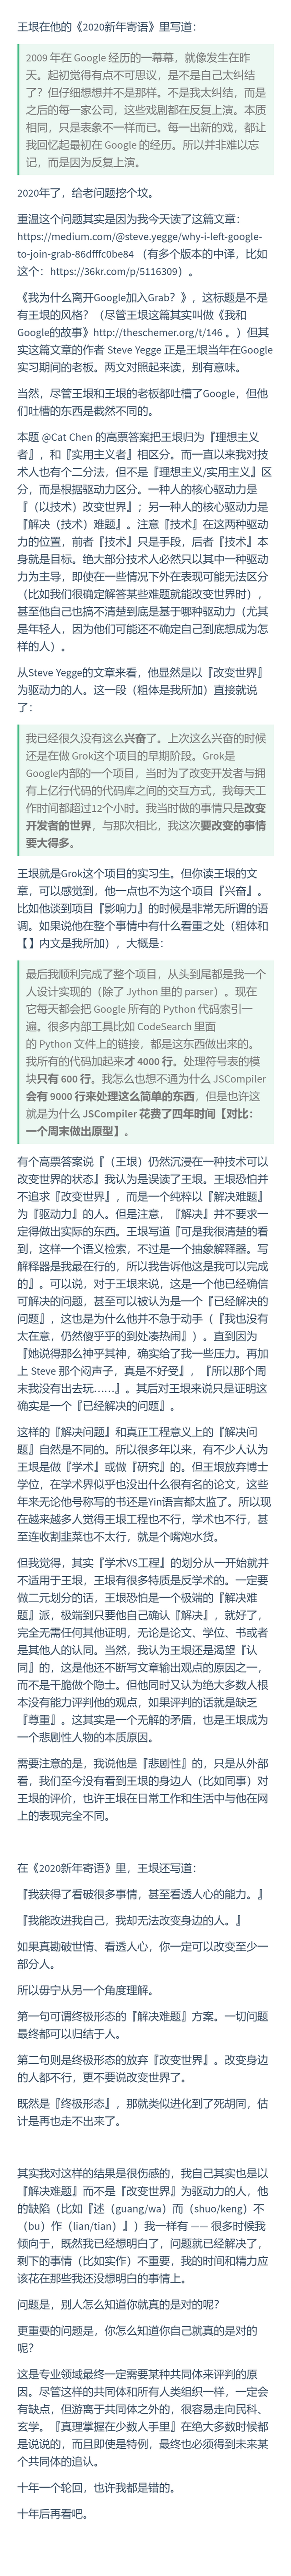 王垠在他的《2020新年寄语》里写道：
2009 年在 Google 经历的一幕幕，就像发生在昨
天。起初觉得有点不可思议，是不是自己太纠结
了？但仔细想想并不是那样。不是我太纠结，而是
之后的每一家公司，这些戏剧都在反复上演。本质
相同，只是表象不一样而已。每一出新的戏，都让
我回忆起最初在 Google 的经历。所以并非难以忘
记，而是因为反复上演。
2020年了，给老问题挖个坟。
重温这个问题其实是因为我今天读了这篇文章：
https://medium.com/@steve.yegge/why-i-left-google-
to-join-grab-86dfffc0be84 （有多个版本的中译，比如
这个：https://36kr.com/p/5116309）。
《我为什么离开Google加入Grab？》，这标题是不是
有王垠的风格？（尽管王垠这篇其实叫做《我和
Google的故事》http://theschemer.org/t/146 。）但其
实这篇文章的作者 Steve Yegge 正是王垠当年在Google
实习期间的老板。两文对照起来读，别有意味。
当然，尽管王垠和王垠的老板都吐槽了Google，但他
们吐槽的东西是截然不同的。
本题 @Cat Chen 的高票答案把王垠归为『理想主义
者』，和『实用主义者』相区分。而一直以来我对技
术人也有个二分法，但不是『理想主义/实用主义』区
分，而是根据驱动力区分。一种人的核心驱动力是
『（以技术）改变世界』；另一种人的核心驱动力是
『解决（技术）难题』。注意『技术』在这两种驱动
力的位置，前者『技术』只是手段，后者『技术』本
身就是目标。绝大部分技术人必然只以其中一种驱动
力为主导，即使在一些情况下外在表现可能无法区分
（比如我们很确定解答某些难题就能改变世界时），
甚至他自己也搞不清楚到底是基于哪种驱动力（尤其
是年轻人，因为他们可能还不确定自己到底想成为怎
样的人）。
从Steve Yegge的文章来看，他显然是以『改变世界』
为驱动力的人。这一段（粗体是我所加）直接就说
了：
我已经很久没有这么兴奋了。上次这么兴奋的时候
还是在做 Grok这个项目的早期阶段。Grok是
Google内部的一个项目，当时为了改变开发者与拥
有上亿行代码的代码库之间的交互方式，我每天工
作时间都超过12个小时。我当时做的事情只是改变
开发者的世界，与那次相比，我这次要改变的事情
要大得多。
王垠就是Grok这个项目的实习生。但你读王垠的文
章，可以感觉到，他一点也不为这个项目『兴奋』。
比如他谈到项目『影响力』的时候是非常无所谓的语
调。如果说他在整个事情中有什么看重之处（粗体和
【 】内文是我所加），大概是：
最后我顺利完成了整个项目，从头到尾都是我一个
人设计实现的（除了 Jython 里的 parser）。现在
它每天都会把 Google 所有的 Python 代码索引一
遍。很多内部工具比如 CodeSearch 里面
的 Python 文件上的链接，都是这东西做出来的。
我所有的代码加起来才 4000 行。处理符号表的模
块只有 600 行。我怎么也想不通为什么 JSCompiler
会有 9000 行来处理这么简单的东西，但是也许这
就是为什么 JSCompiler 花费了四年时间【对比：
一个周末做出原型】。
有个高票答案说『（王垠）仍然沉浸在一种技术可以
改变世界的状态』我认为是误读了王垠。王垠恐怕并
不追求『改变世界』，而是一个纯粹以『解决难题』
为『驱动力』的人。但是注意，『解决』并不要求一
定得做出实际的东西。王垠写道『可是我很清楚的看
到，这样一个语义检索，不过是一个抽象解释器。写
解释器是我最在行的，所以我告诉他这是我可以完成
的』。可以说，对于王垠来说，这是一个他已经确信
可解决的问题，甚至可以被认为是一个『已经解决的
问题』，这也是为什么他并不急于动手（『我也没有
太在意，仍然傻乎乎的到处凑热闹』）。直到因为
『她说得那么神乎其神，确实给了我一些压力。再加
上 Steve 那个闷声子，真是不好受』，『所以那个周
末我没有出去玩……』。其后对王垠来说只是证明这
确实是一个『已经解决的问题』。
这样的『解决问题』和真正工程意义上的『解决问
题』自然是不同的。所以很多年以来，有不少人认为
王垠是做『学术』或做『研究』的。但王垠放弃博士
学位，在学术界似乎也没出什么很有名的论文，这些
年来无论他号称写的书还是Yin语言都太监了。所以现
在越来越多人觉得王垠工程也不行，学术也不行，甚
至连收割韭菜也不太行，就是个嘴炮水货。
但我觉得，其实『学术VS工程』的划分从一开始就并
不适用于王垠，王垠有很多特质是反学术的。一定要
做二元划分的话，王垠恐怕是一个极端的『解决难
题』派，极端到只要他自己确认『解决』，就好了，
完全无需任何其他证明，无论是论文、学位、书或者
是其他人的认同。当然，我认为王垠还是渴望『认
同』的，这是他还不断写文章输出观点的原因之一，
而不是干脆做个隐士。但他同时又认为绝大多数人根
本没有能力评判他的观点，如果评判的话就是缺乏
『尊重』。这其实是一个无解的矛盾，也是王垠成为
一个悲剧性人物的本质原因。
需要注意的是，我说他是『悲剧性』的，只是从外部
看，我们至今没有看到王垠的身边人（比如同事）对
王垠的评价，也许王垠在日常工作和生活中与他在网
上的表现完全不同。
在《2020新年寄语》里，王垠还写道：
『我获得了看破很多事情，甚至看透人心的能力。』
『我能改进我自己，我却无法改变身边的人。』
如果真勘破世情、看透人心，你一定可以改变至少一
部分人。
所以毋宁从另一个角度理解。
第一句可谓终极形态的『解决难题』方案。一切问题
最终都可以归结于人。
第二句则是终极形态的放弃『改变世界』。改变身边
的人都不行，更不要说改变世界了。
既然是『终极形态』，那就类似进化到了死胡同，估
计是再也走不出来了。
其实我对这样的结果是很伤感的，我自己其实也是以
『解决难题』而不是『改变世界』为驱动力的人，他
的缺陷（比如『述（guang/wa）而（shuo/keng）不
（bu）作（lian/tian）』）我一样有 —— 很多时候我
倾向于，既然我已经想明白了，问题就已经解决了，
剩下的事情（比如实作）不重要，我的时间和精力应
该花在那些我还没想明白的事情上。
问题是，别人怎么知道你就真的是对的呢？
更重要的问题是，你怎么知道你自己就真的是对的
呢？
这是专业领域最终一定需要某种共同体来评判的原
因。尽管这样的共同体和所有人类组织一样，一定会
有缺点，但游离于共同体之外的，很容易走向民科、
玄学。『真理掌握在少数人手里』在绝大多数时候都
是说说的，而且即使是特例，最终也必须得到未来某
个共同体的追认。
十年一个轮回，也许我都是错的。
十年后再看吧。